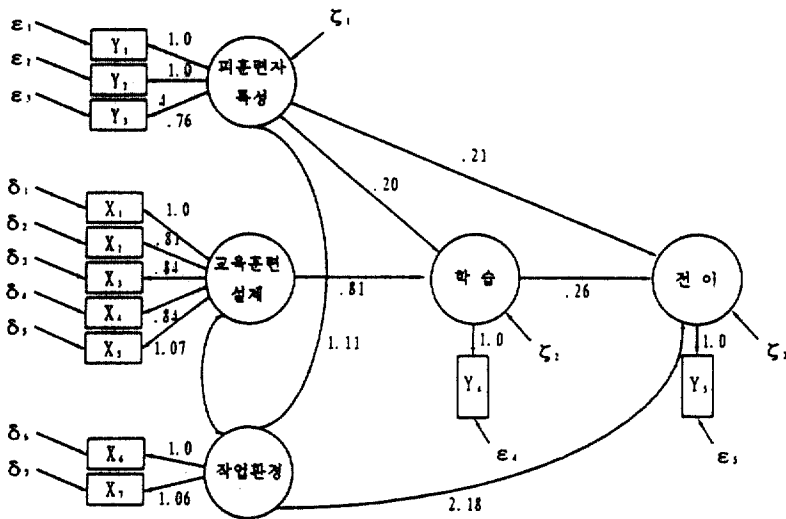 ζ₁
ε₁
Y₁
1.0
ε₂
Y₂
1.0
피훈련자
특성
ε₃
Y₃
.76
.21
.20
δ₁
X₁
1.0
δ₂
X₂
.81
δ₃
X₃
.84
교육훈련
설계
.81
학습
.26
전이
δ₄
X₄
.84
δ₅
X₅
1.07
1.11
1.0
ζ₂
1.0
ζ₃
Y₄
Y₅
ε₄
ε₅
δ₆
X₆
1.0
작업환경
δ₇
X₇
1.06
2.18